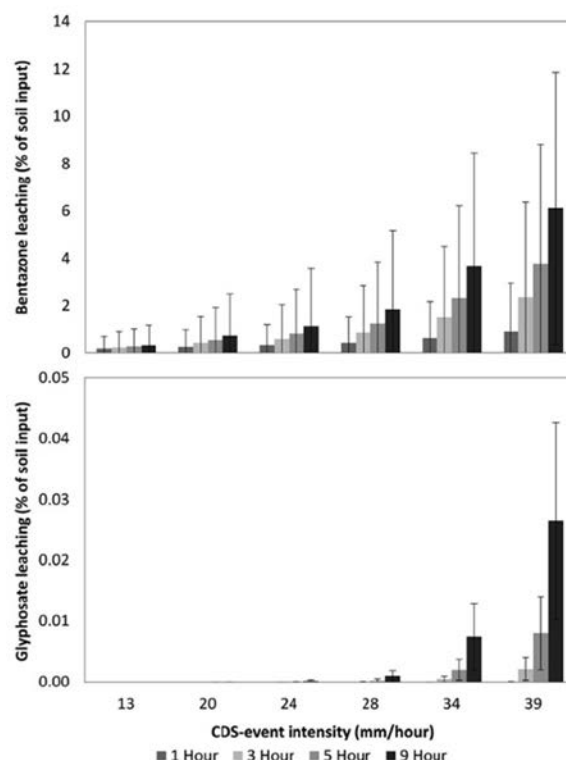 14
12
10
8
6
4
2
0
Bentazone leaching (% of soil input)
0.05
0.04
0.03
0.02
0.01
0.00
Glyphosate leaching (% of soil input)
13 20 24 28 34 39
CDS-event intensity (mm/hour)
1 Hour 3 Hour 5 Hour 9 Hour